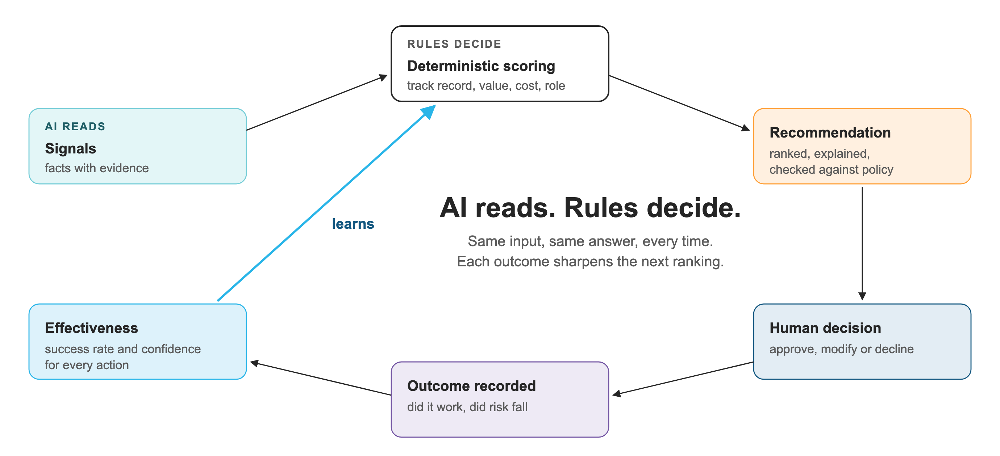 RULES DECIDE
Deterministic scoring
track record, value, cost, role
AI READS
Signals
facts with evidence
Recommendation
ranked, explained,
checked against policy
AI reads. Rules decide.
learns
Same input, same answer, every time.
Each outcome sharpens the next ranking.
Effectiveness
success rate and confidence
for every action
Human decision
approve, modify or decline
Outcome recorded
did it work, did risk fall